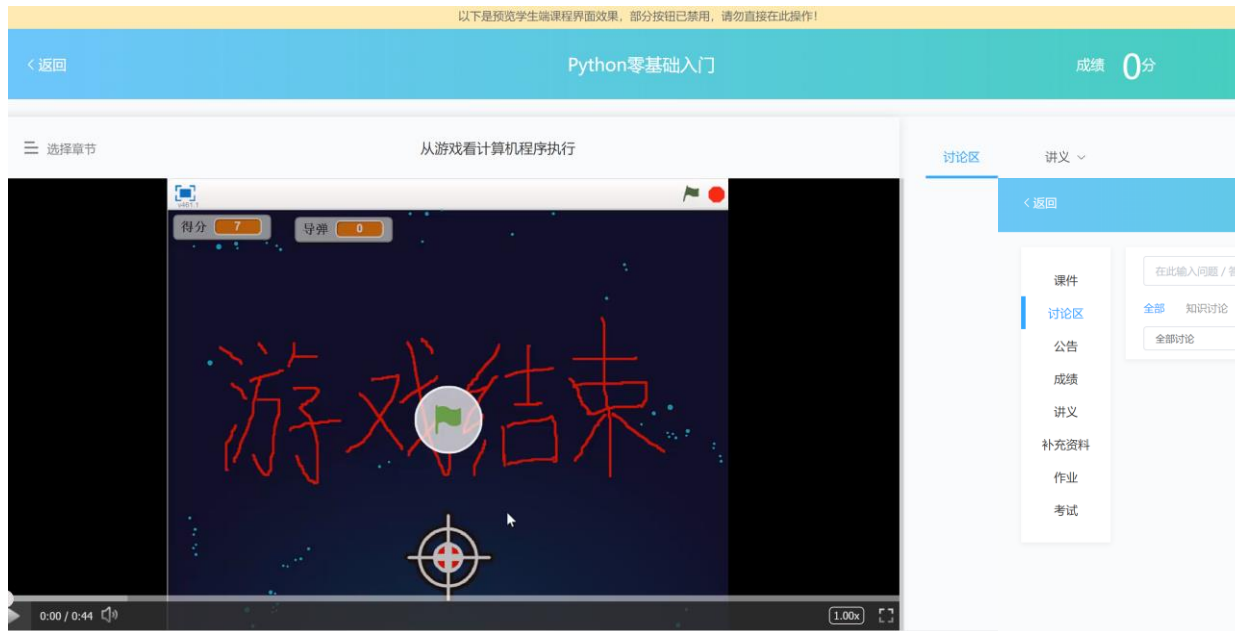 以下是预览学生端课程界面效果，部分按钮已禁用，请勿直接在此操作！
<返回 Python零基础入门 成绩 0分
选择章节 从游戏看计算机程序执行
讨论区 讲义
v461.1
得分 7 导弹 0
游戏结束
0:00 / 0:44 1.00x
<返回
课件
讨论区
公告
成绩
讲义
补充资料
作业
考试
在此输入问题 /
全部 知识讨论
全部讨论